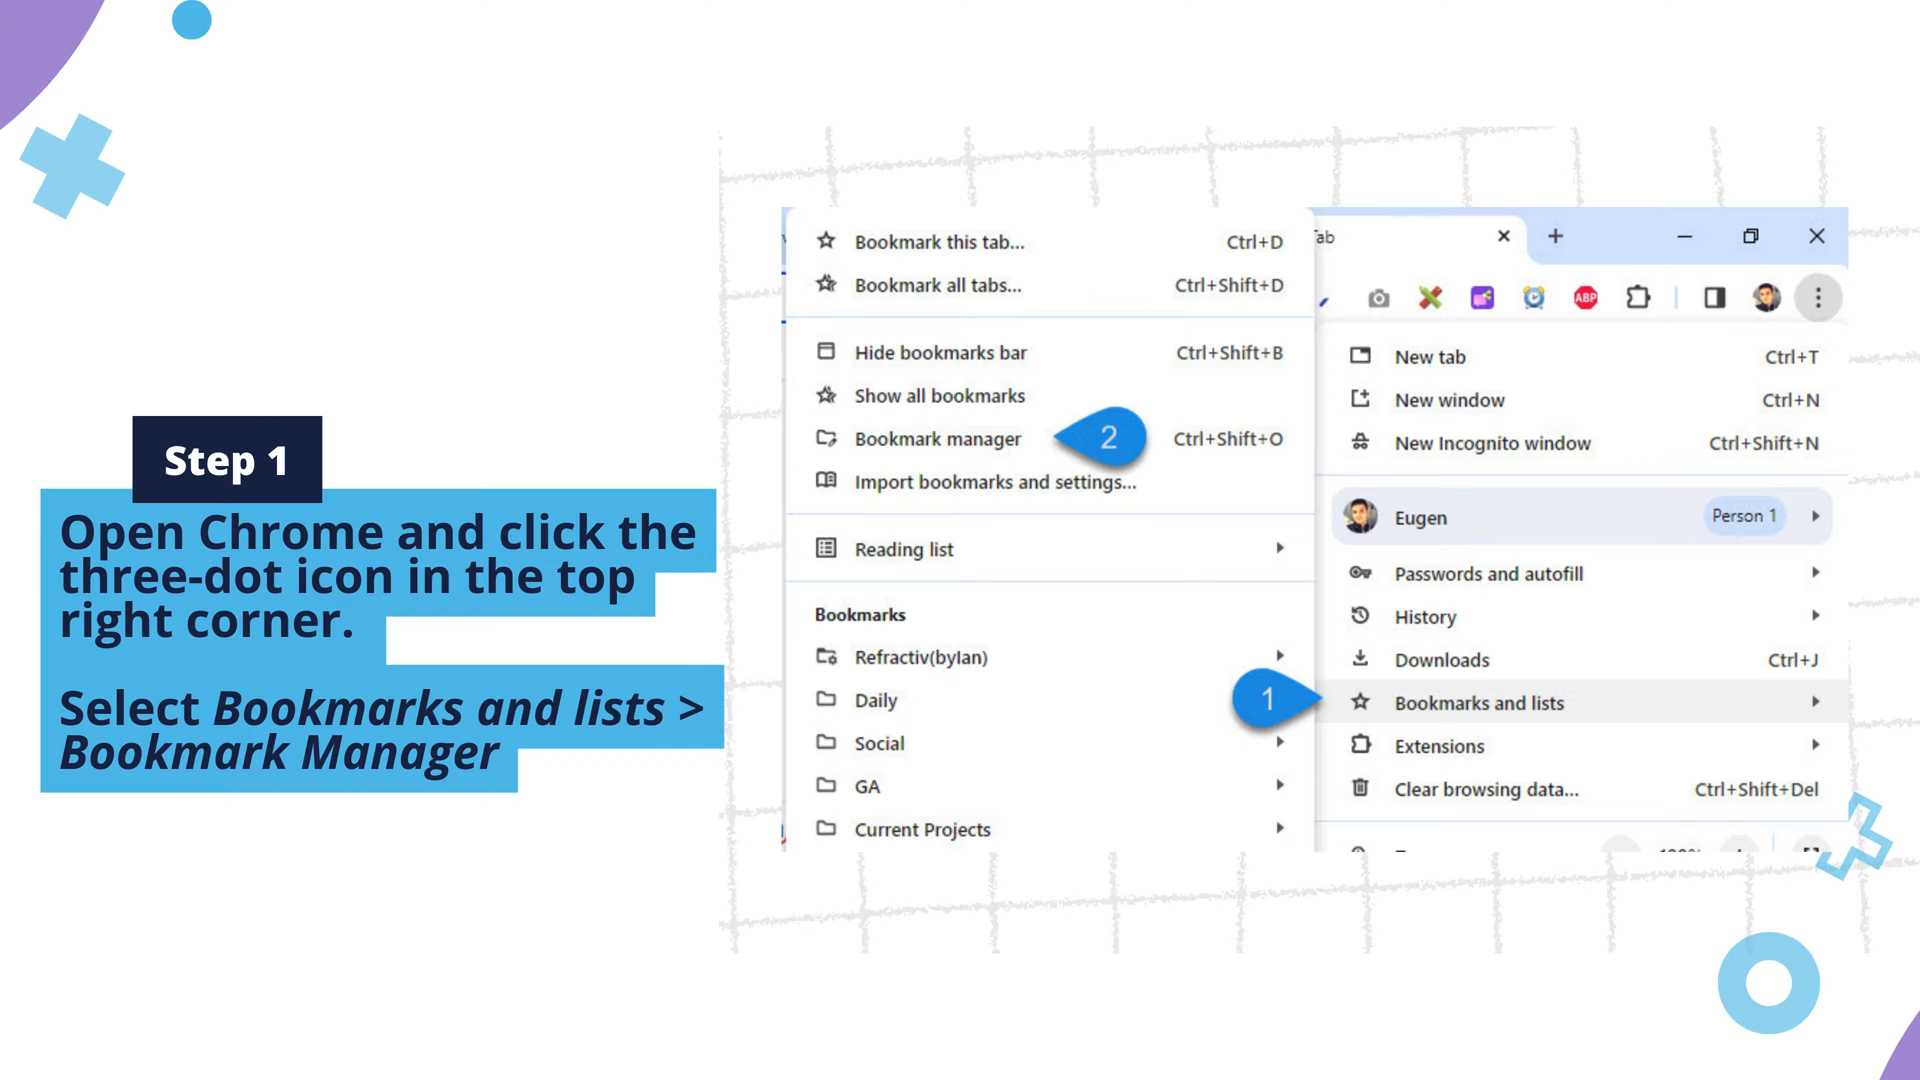 Step 1
Open Chrome and click the
three-dot icon in the top
right corner.
Select Bookmarks and lists >
Bookmark Manager
Bookmark this tab... Ctrl+D
Bookmark all tabs... Ctrl+Shift+D
Hide bookmarks bar Ctrl+Shift+B
Show all bookmarks
Bookmark manager 2 Ctrl+Shift+O
Import bookmarks and settings...
Reading list
Bookmarks
Refractiv(byIan)
Daily
Social
GA
Current Projects
Tab
ABP
New tab Ctrl+T
New window Ctrl+N
New Incognito window Ctrl+Shift+N
Eugen Person 1
Passwords and autofill
History
Downloads Ctrl+J
1 Bookmarks and lists
Extensions
Clear browsing data... Ctrl+Shift+Del